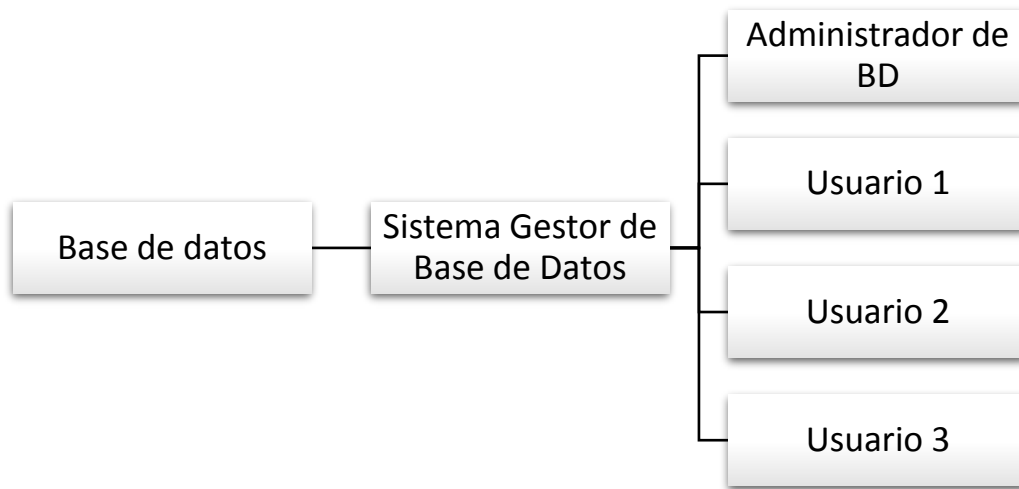 Administrador de
BD
Usuario 1
Base de datos
Sistema Gestor de
Base de Datos
Usuario 2
Usuario 3